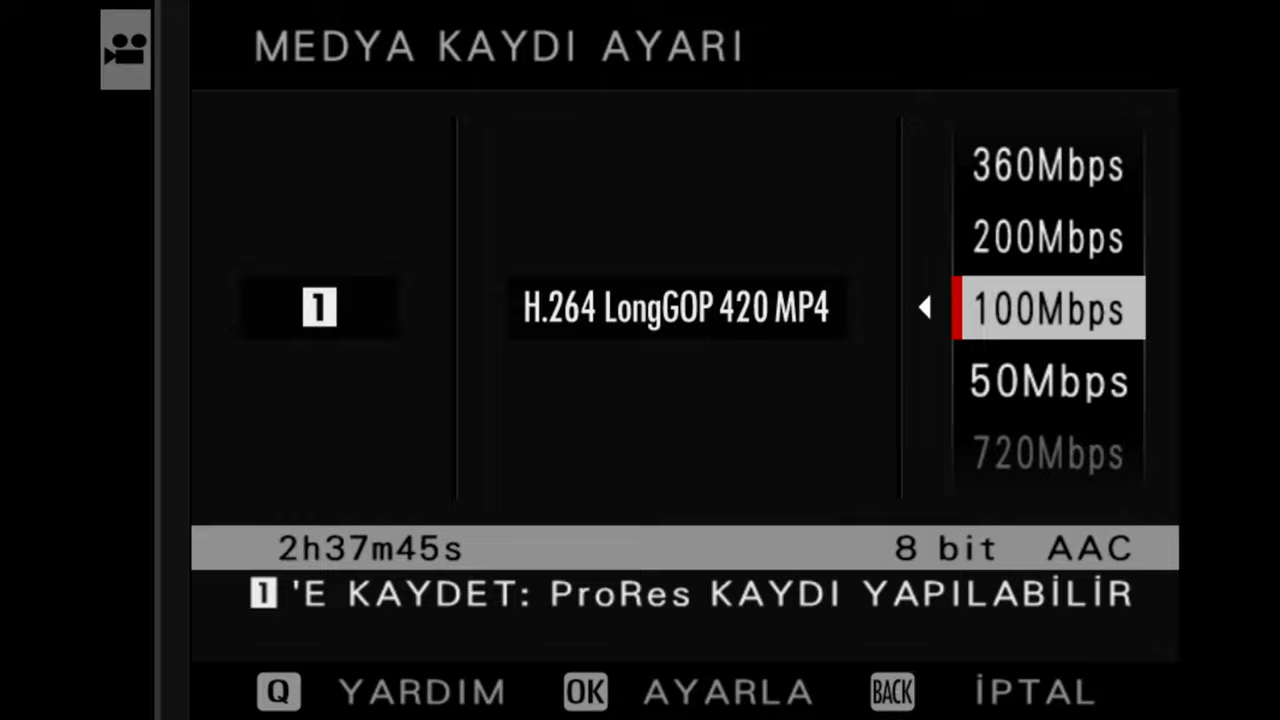 MEDYA KAYDI AYARI
360Mbps
200Mbps
1 H.264 LongGOP 420 MP4 100Mbps
50Mbps
720Mbps
2h37m45s 8 bit AAC
1 'E KAYDET: ProRes KAYDI YAPILABİLİR
Q YARDIM OK AYARLA BACK İPTAL